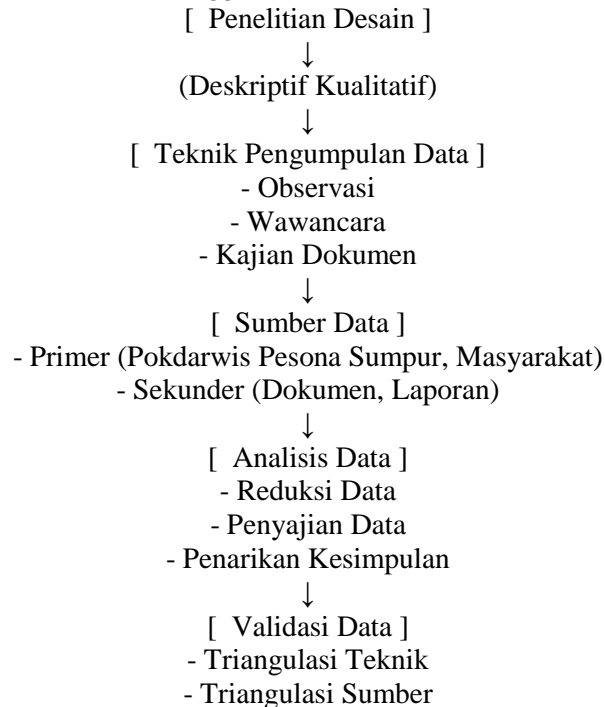 [ Penelitian Desain ]
↓
(Deskriptif Kualitatif)
↓
[ Teknik Pengumpulan Data ]
- Observasi
- Wawancara
- Kajian Dokumen
↓
[ Sumber Data ]
- Primer (Pokdarwis Pesona Sumpur, Masyarakat)
- Sekunder (Dokumen, Laporan)
↓
[ Analisis Data ]
- Reduksi Data
- Penyajian Data
- Penarikan Kesimpulan
↓
[ Validasi Data ]
- Triangulasi Teknik
- Triangulasi Sumber